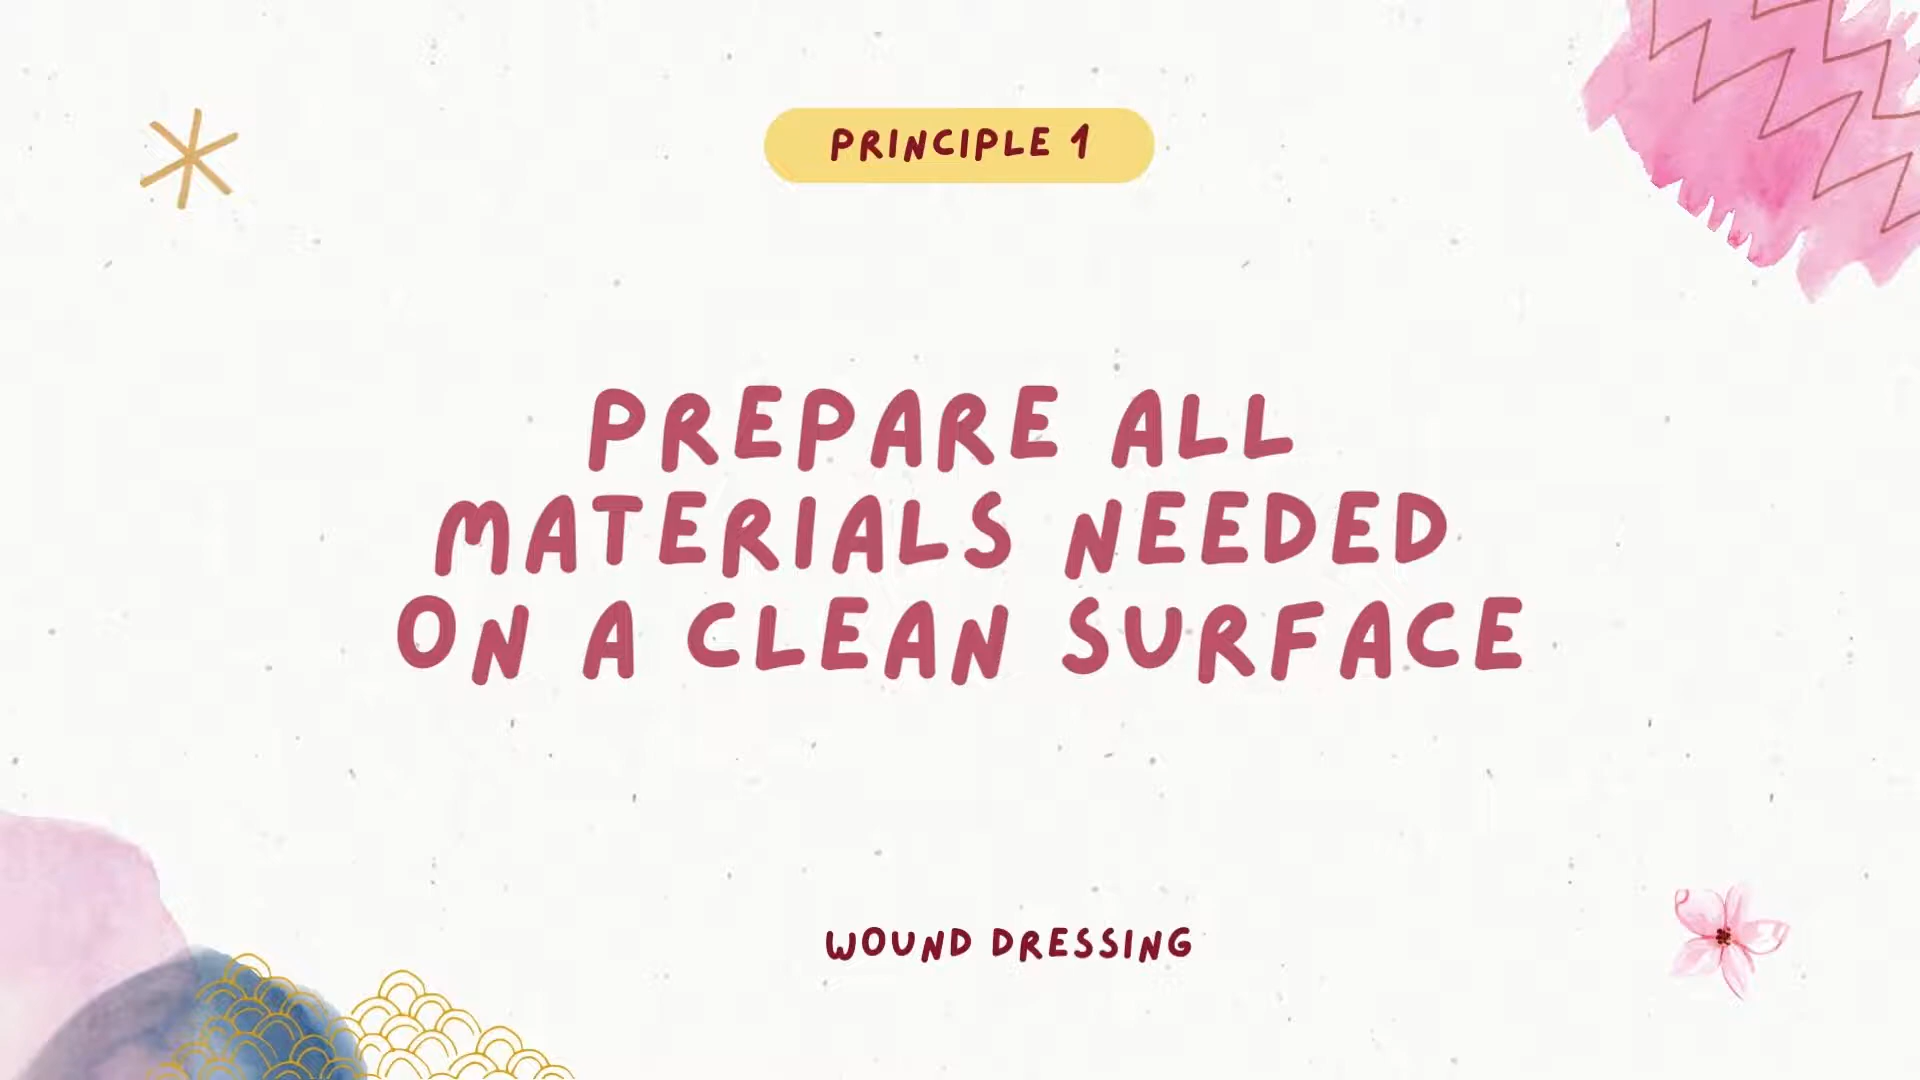 PRINCIPLE 1
PREPARE ALL
MATERIALS NEEDED
ON A CLEAN SURFACE
WOUND DRESSING